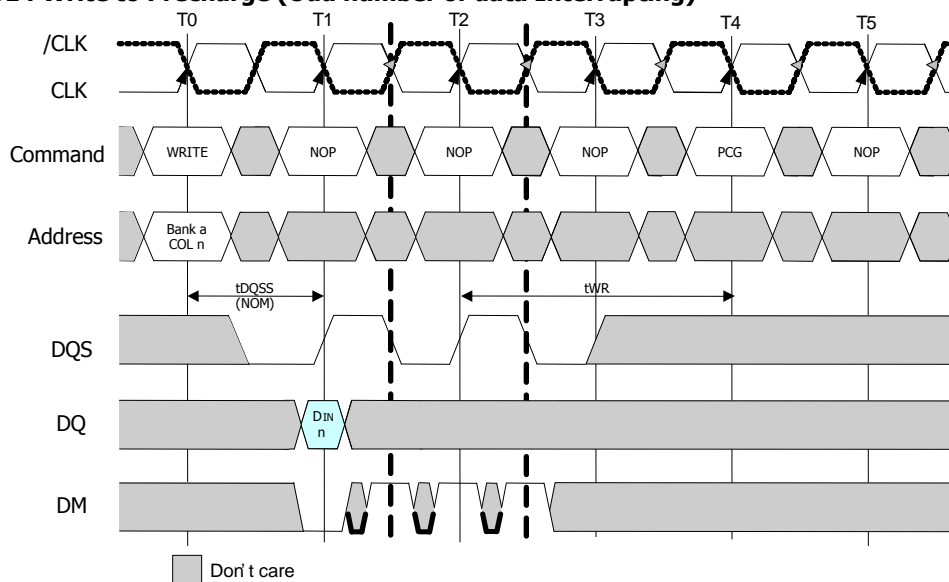 Write to Precharge (Odd number of data Interrupting)
T0 T1 T2 T3 T4 T5
/CLK
CLK
Command WRITE NOP NOP NOP PCG NOP
Address Bank a
COL n
tDQSS tWR
(NOM)
DQS
DQ DIN
n
DM
Don't care